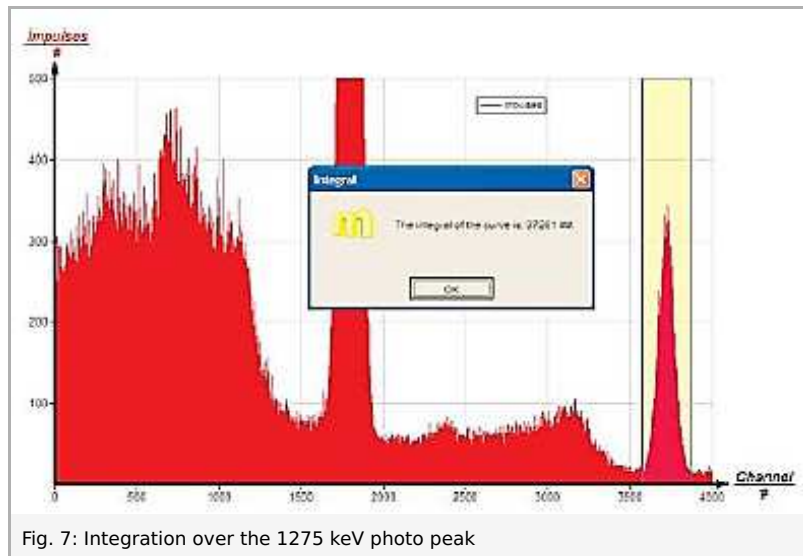 Impulses
#
500
400
300
200
100
0
500
1000
1500
2000
2500
3000
3500
4000
Channel
#
Impulses
Integral
The integral of the curve is:
OK
Fig. 7: Integration over the 1275 keV photo peak